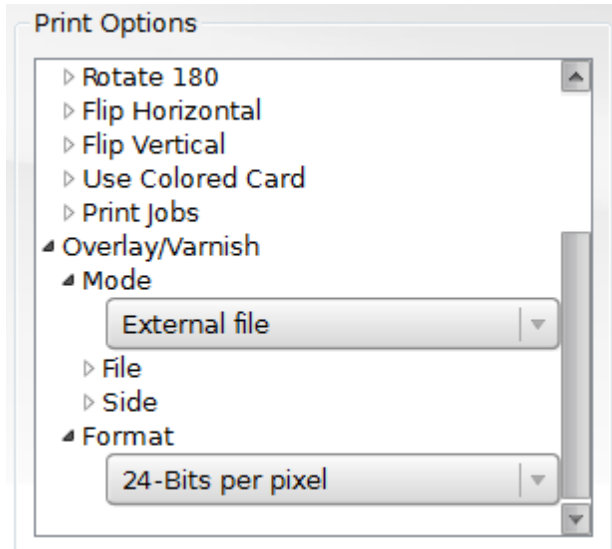 Print Options
Rotate 180
Flip Horizontal
Flip Vertical
Use Colored Card
Print Jobs
Overlay/Varnish
Mode
External file
File
Side
Format
24-Bits per pixel